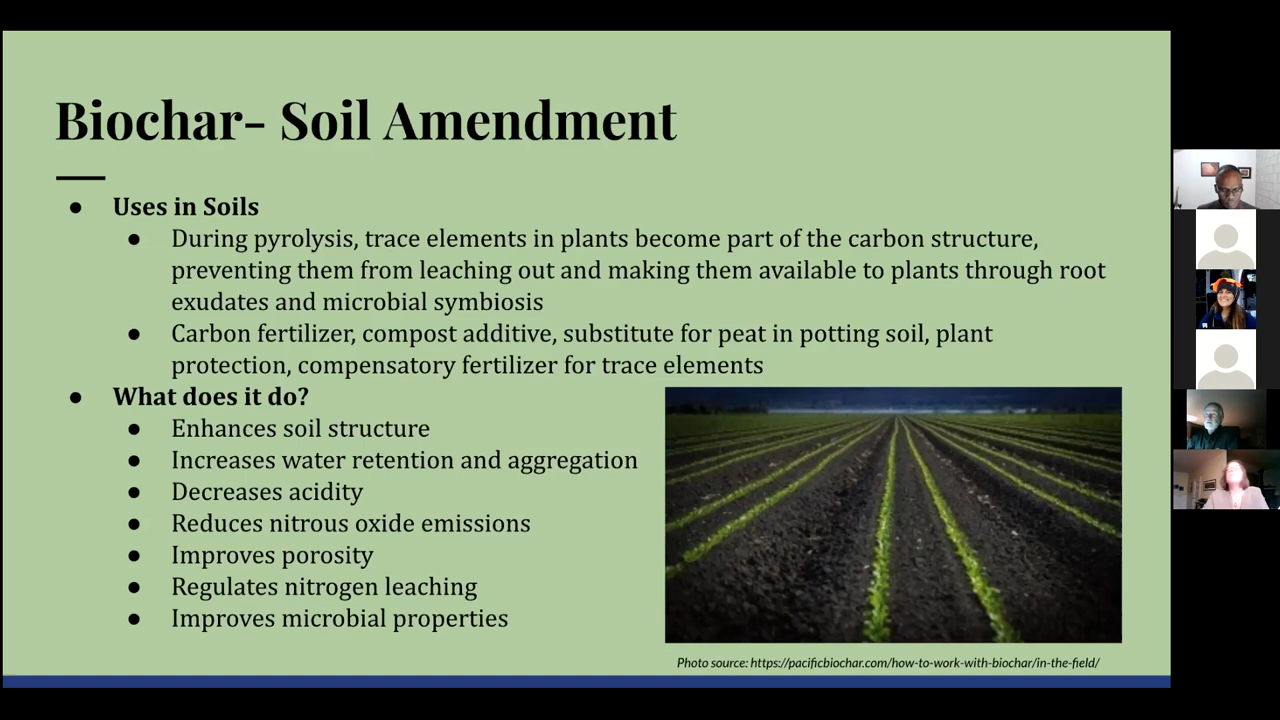 Biochar- Soil Amendment
● Uses in Soils
● During pyrolysis, trace elements in plants become part of the carbon structure,
preventing them from leaching out and making them available to plants through root
exudates and microbial symbiosis
● Carbon fertilizer, compost additive, substitute for peat in potting soil, plant
protection, compensatory fertilizer for trace elements
● What does it do?
● Enhances soil structure
● Increases water retention and aggregation
● Decreases acidity
● Reduces nitrous oxide emissions
● Improves porosity
● Regulates nitrogen leaching
● Improves microbial properties
Photo source: https://pacificbiochar.com/how-to-work-with-biochar/in-the-field/